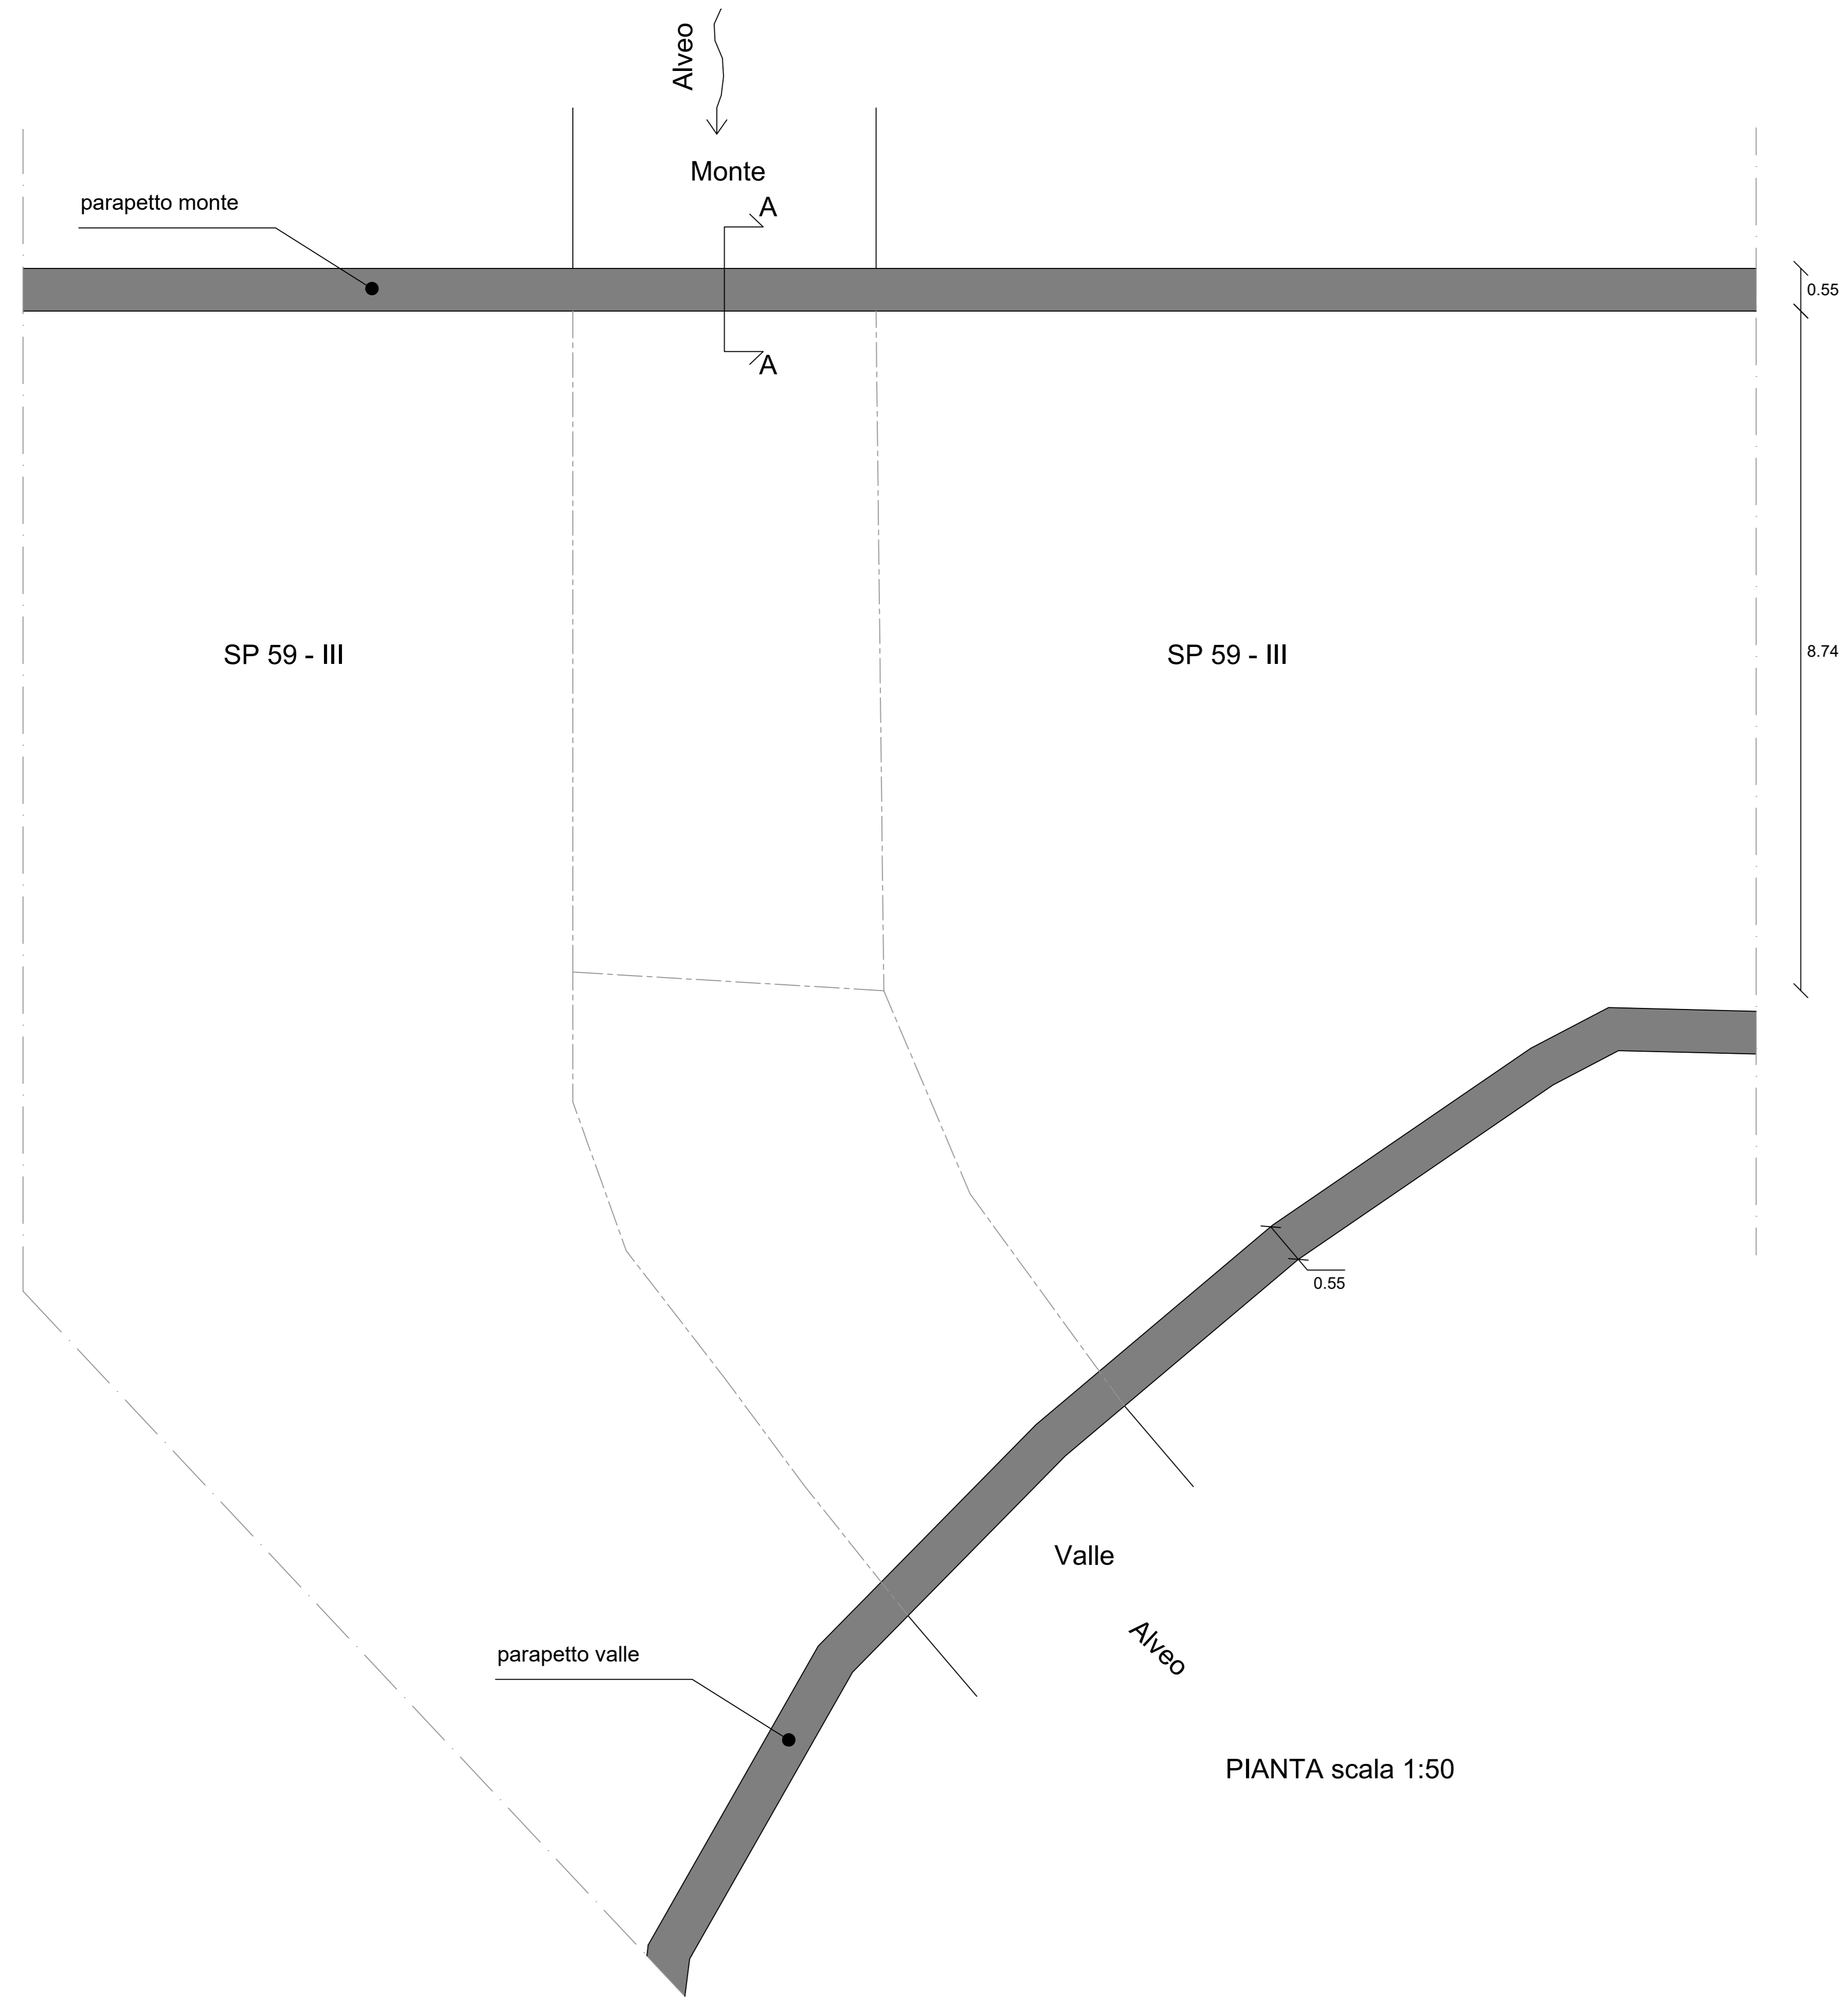 Alveo
Monte
A
parapetto monte
0.55
A
SP 59 - III
SP 59 - III
8.74
0.55
Valle
Alveo
parapetto valle
PIANTA scala 1:50